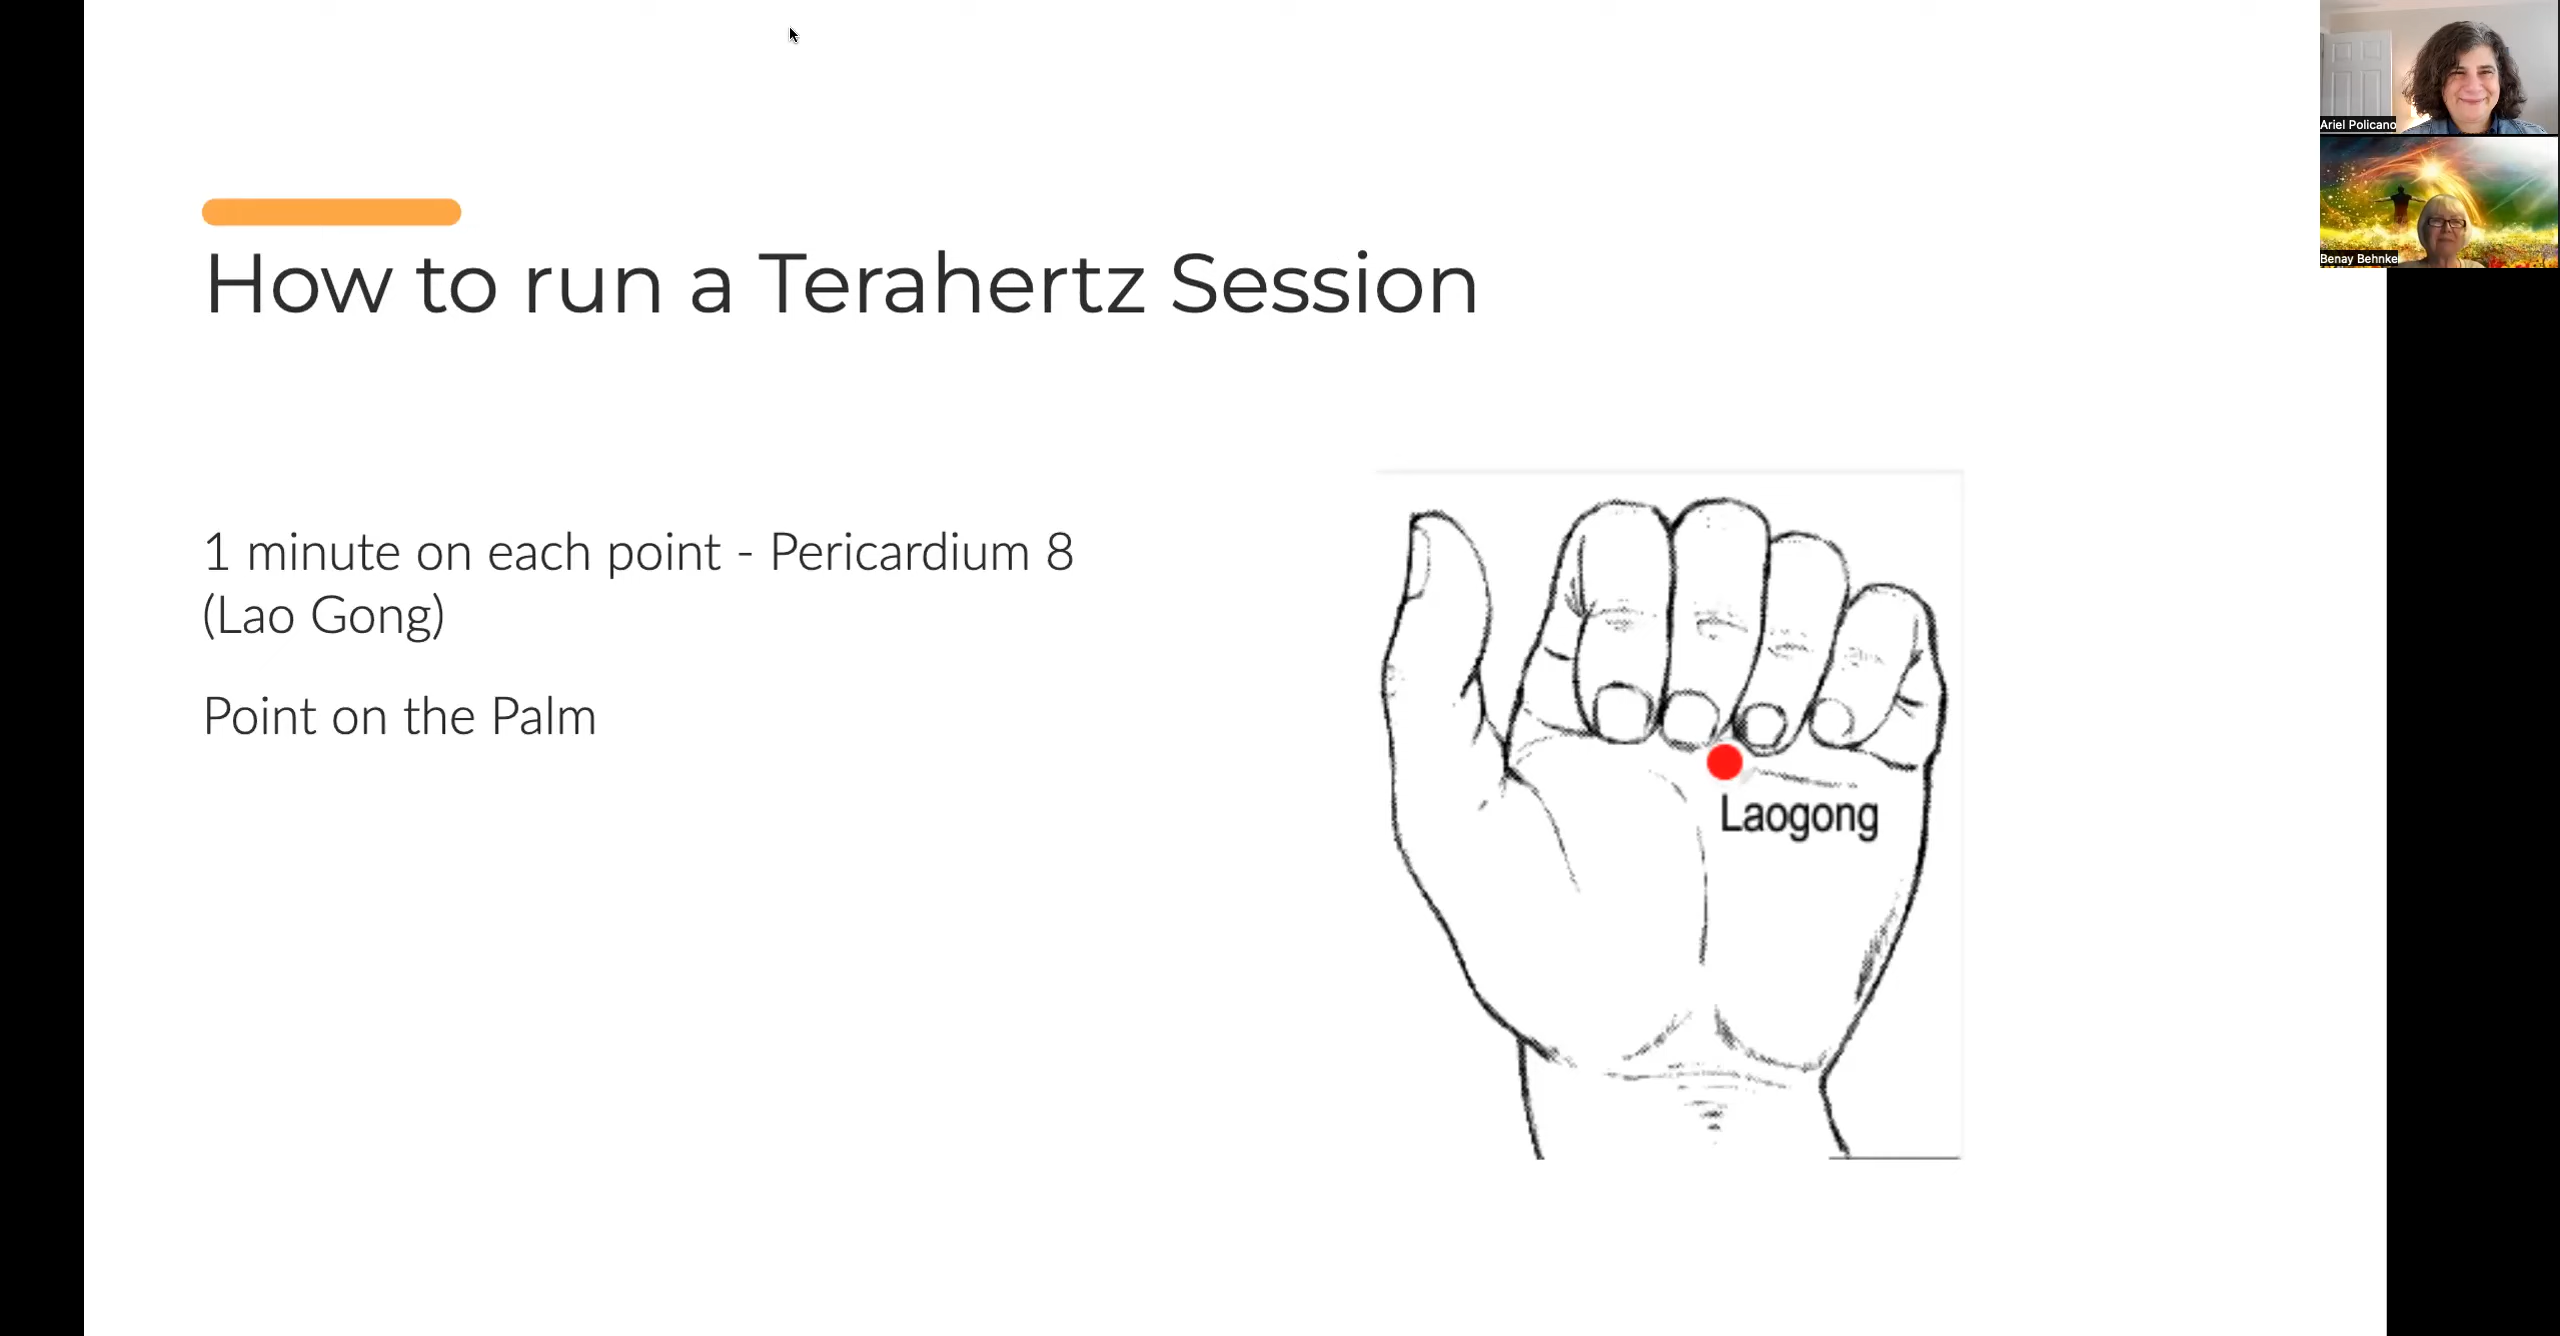 How to run a Terahertz Session
1 minute on each point - Pericardium 8
(Lao Gong)
Point on the Palm
Laogong
Ariel Policano
Benay Behnke